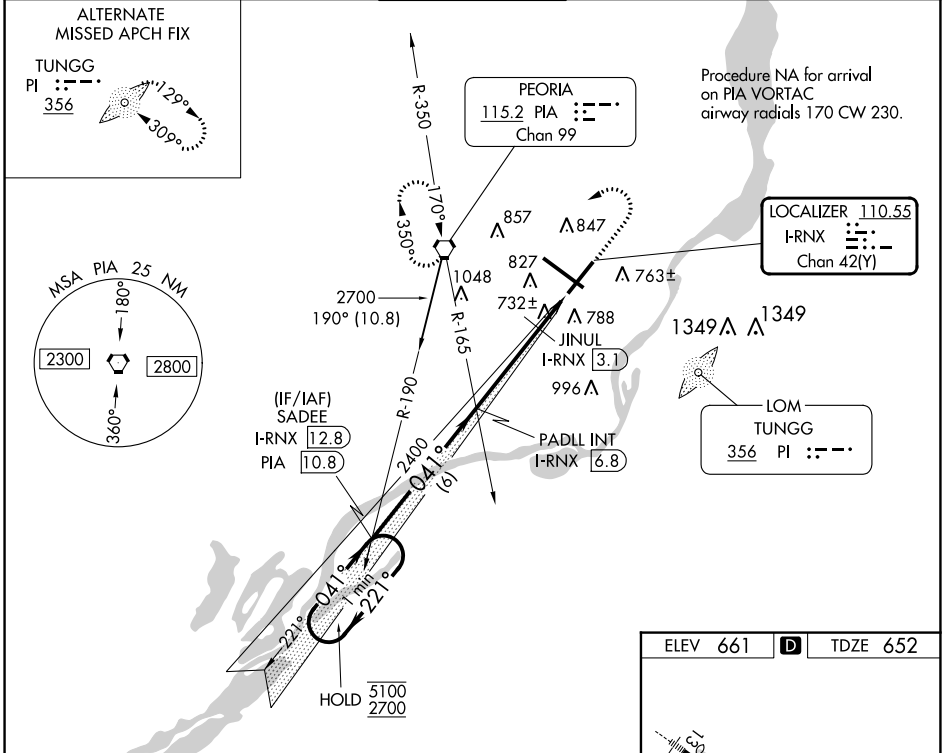 ALTERNATE
MISSED APCH FIX
TUNGG
PI
356
129°
309°
R-350
PEORIA
115.2 PIA
Chan 99
Procedure NA for arrival
on PIA VORTAC
airway radials 170 CW 230.
170°
350°
857
847
LOCALIZER 110.55
I-RNX
Chan 42(Y)
827
763±
1048
732±
788
MSA PIA 25 NM
180°
2300
2800
360°
2700
190° (10.8)
R-165
JINUL
I-RNX 3.1
996
1349
1349
LOM
TUNGG
356 PI
R-190
(IF/IAF)
SADEE
I-RNX 12.8
PIA 10.8
PADLL INT
I-RNX 6.8
2400
041°
(6)
041°
1 min
221°
221°
HOLD 5100
2700
ELEV 661 D TDZE 652